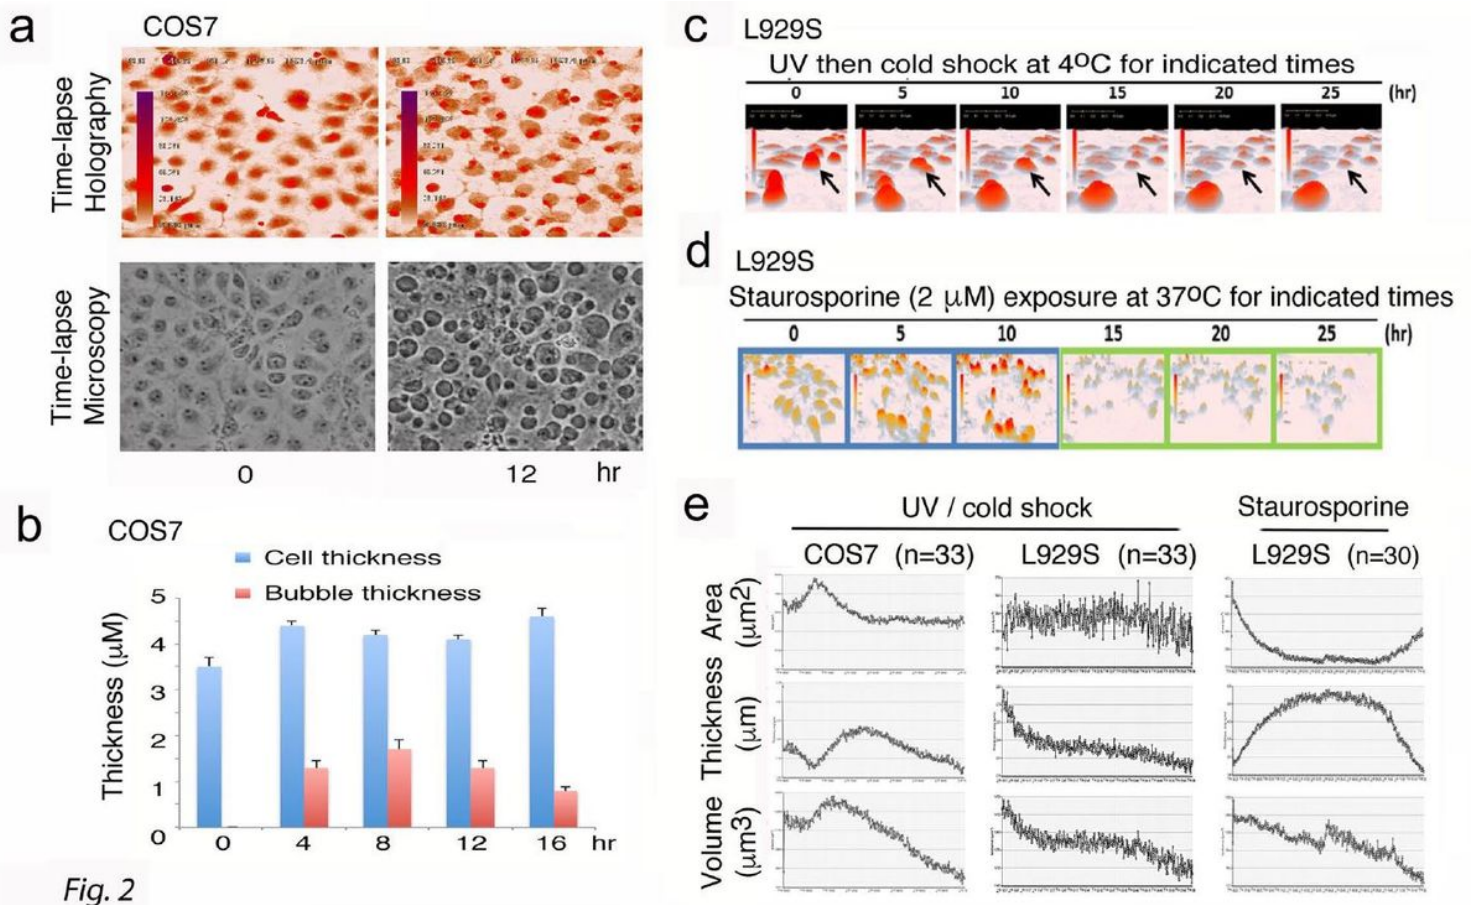 a
COS7
Time-lapse
Holography
Time-lapse
Microscopy
0
12
hr
b
COS7
Cell thickness
Bubble thickness
Thickness (μM)
5
4
3
2
1
0
0
4
8
12
16
hr
Fig. 2
c
L929S
UV then cold shock at 4ºC for indicated times
0 5 10 15 20 25 (hr)
d
L929S
Staurosporine (2 μM) exposure at 37ºC for indicated times
0 5 10 15 20 25 (hr)
e
UV / cold shock
Staurosporine
COS7 (n=33)
L929S (n=33)
L929S (n=30)
Area
(μm2)
Thickness
(μm)
Volume
(μm3)